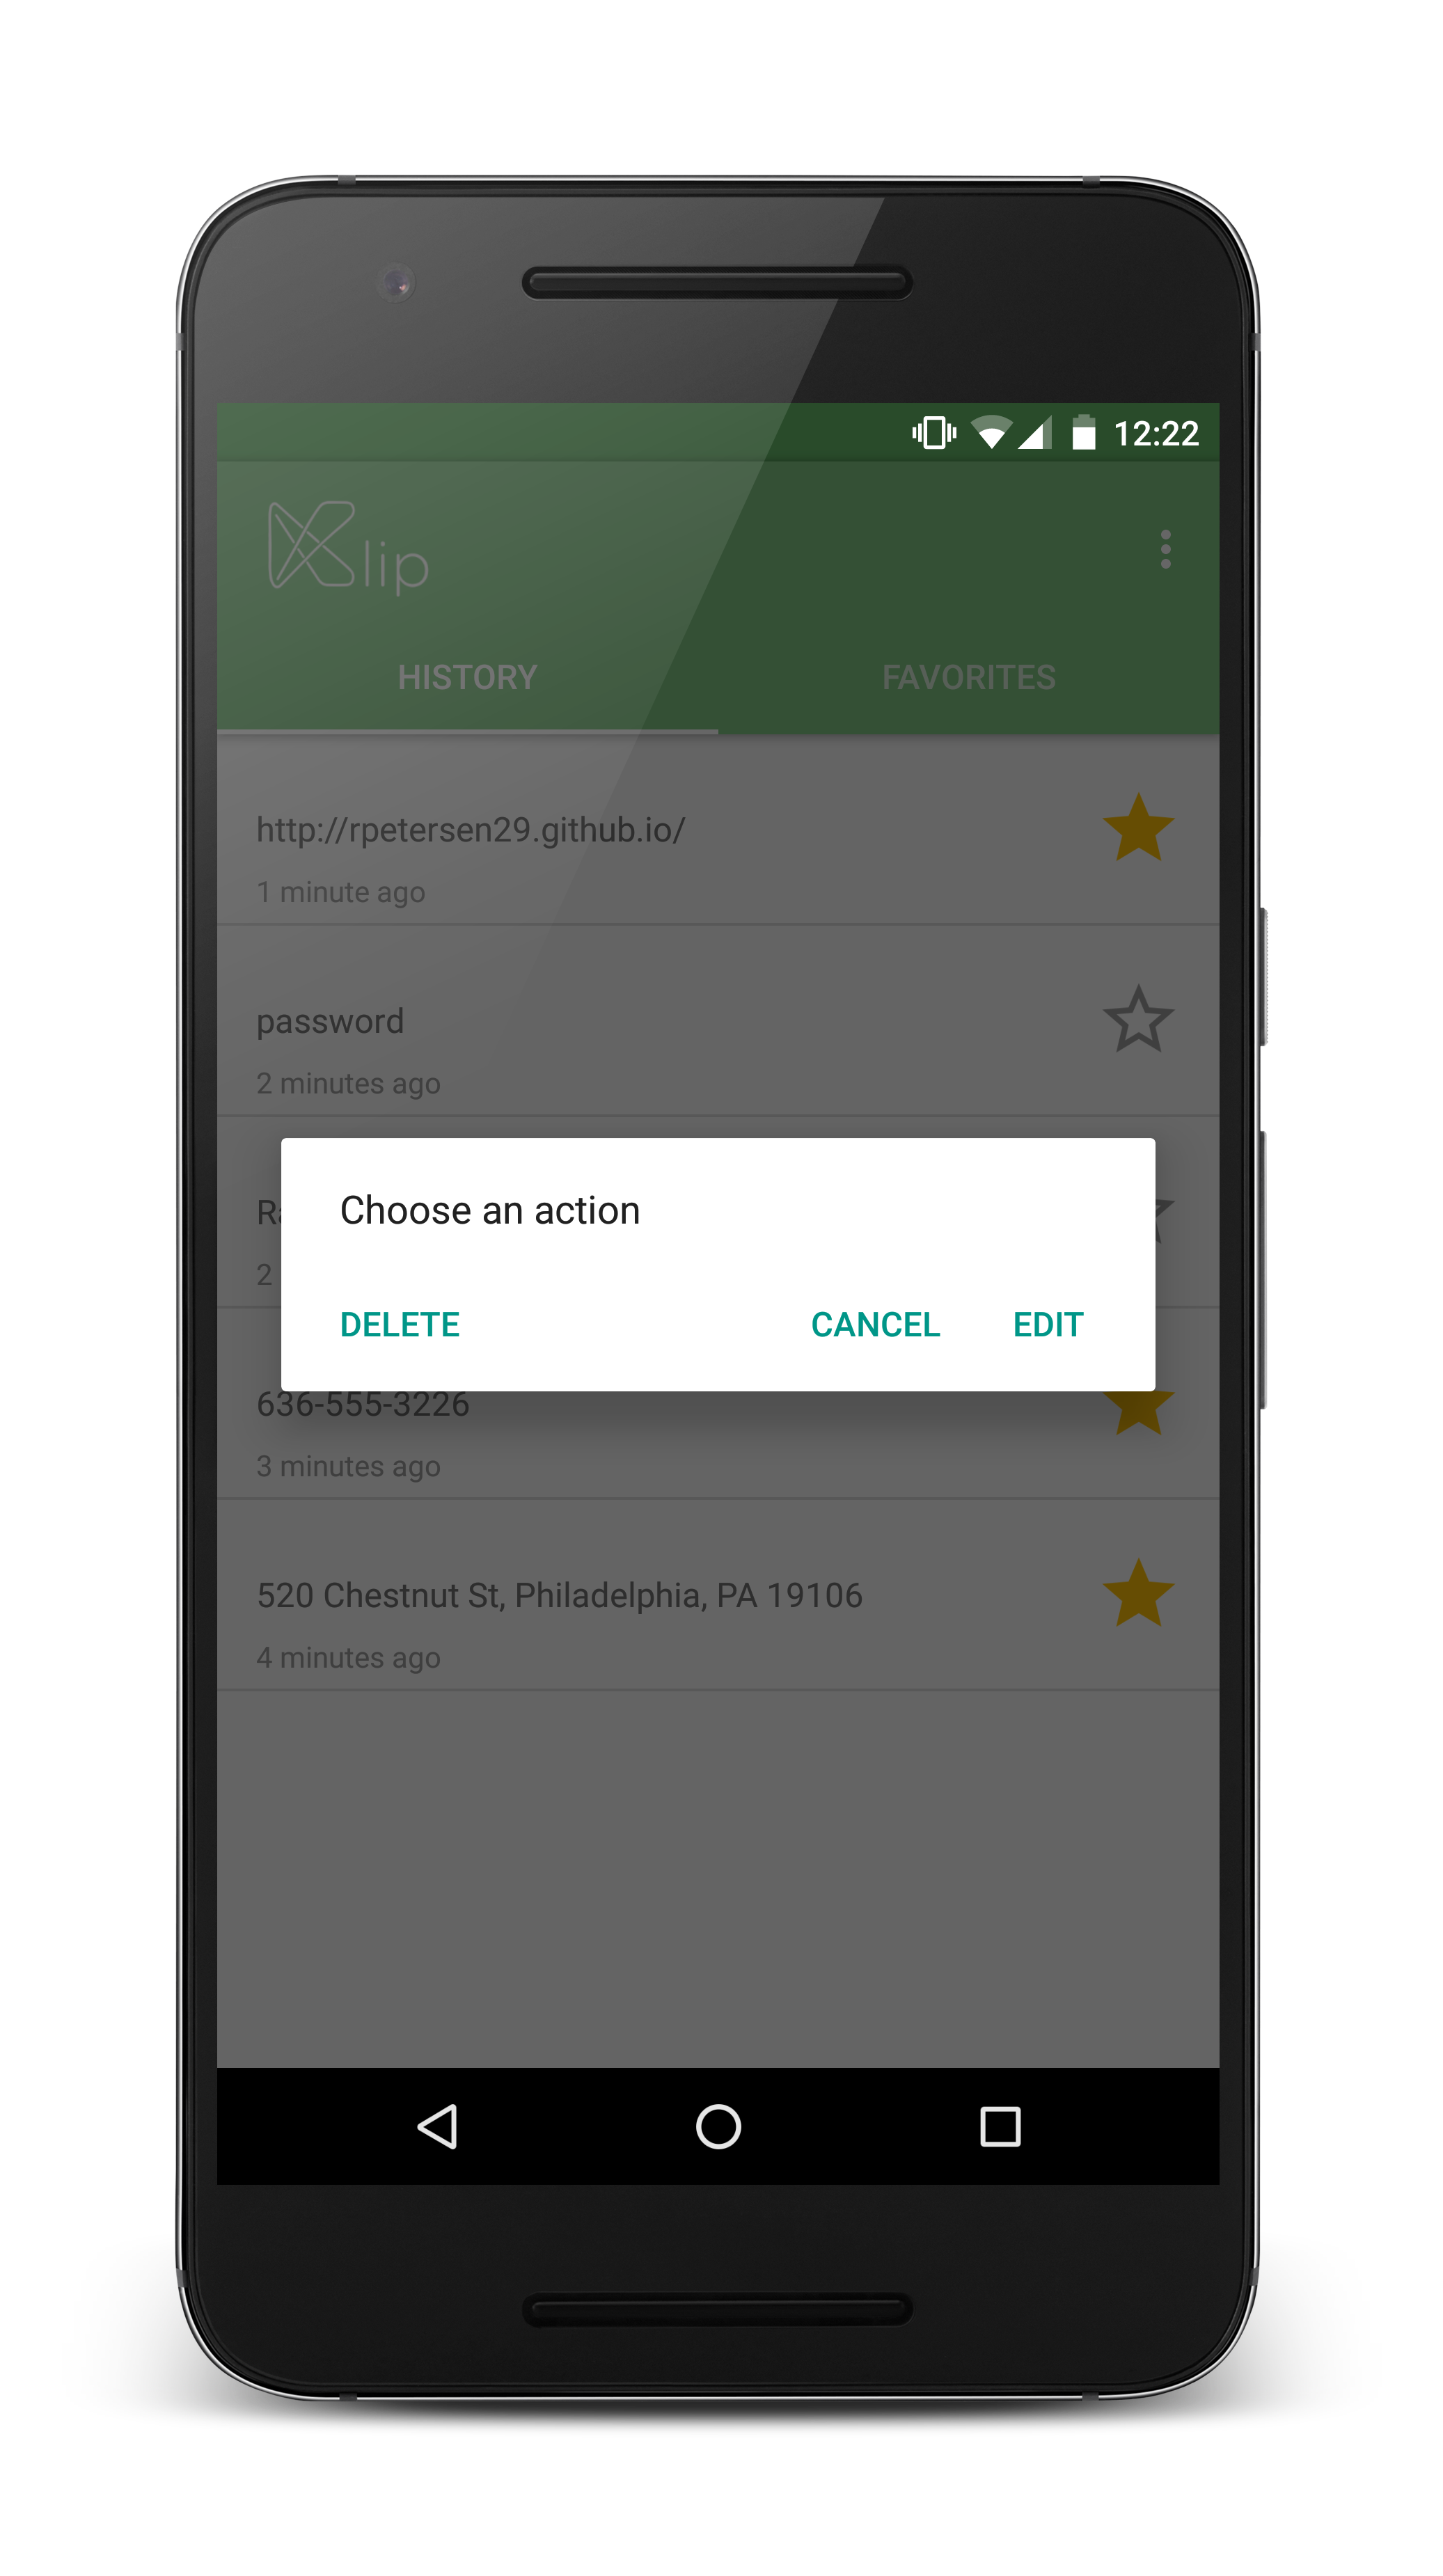 12:22
Klip
HISTORY FAVORITES
http://rpetersen29.github.io/
1 minute ago
password
2 minutes ago
Choose an action
DELETE CANCEL EDIT
2
636-555-3226
3 minutes ago
520 Chestnut St, Philadelphia, PA 19106
4 minutes ago